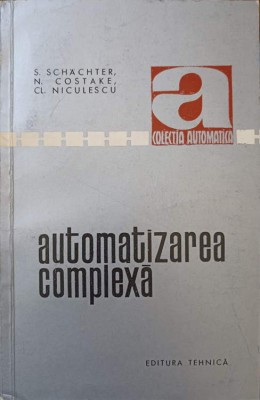 S. SCHÄCHTER,
N. COSTAKE,
CL. NICULESCU
a
COLECȚIA AUTOMATICA
automatizarea
complexă
EDITURA TEHNICĂ